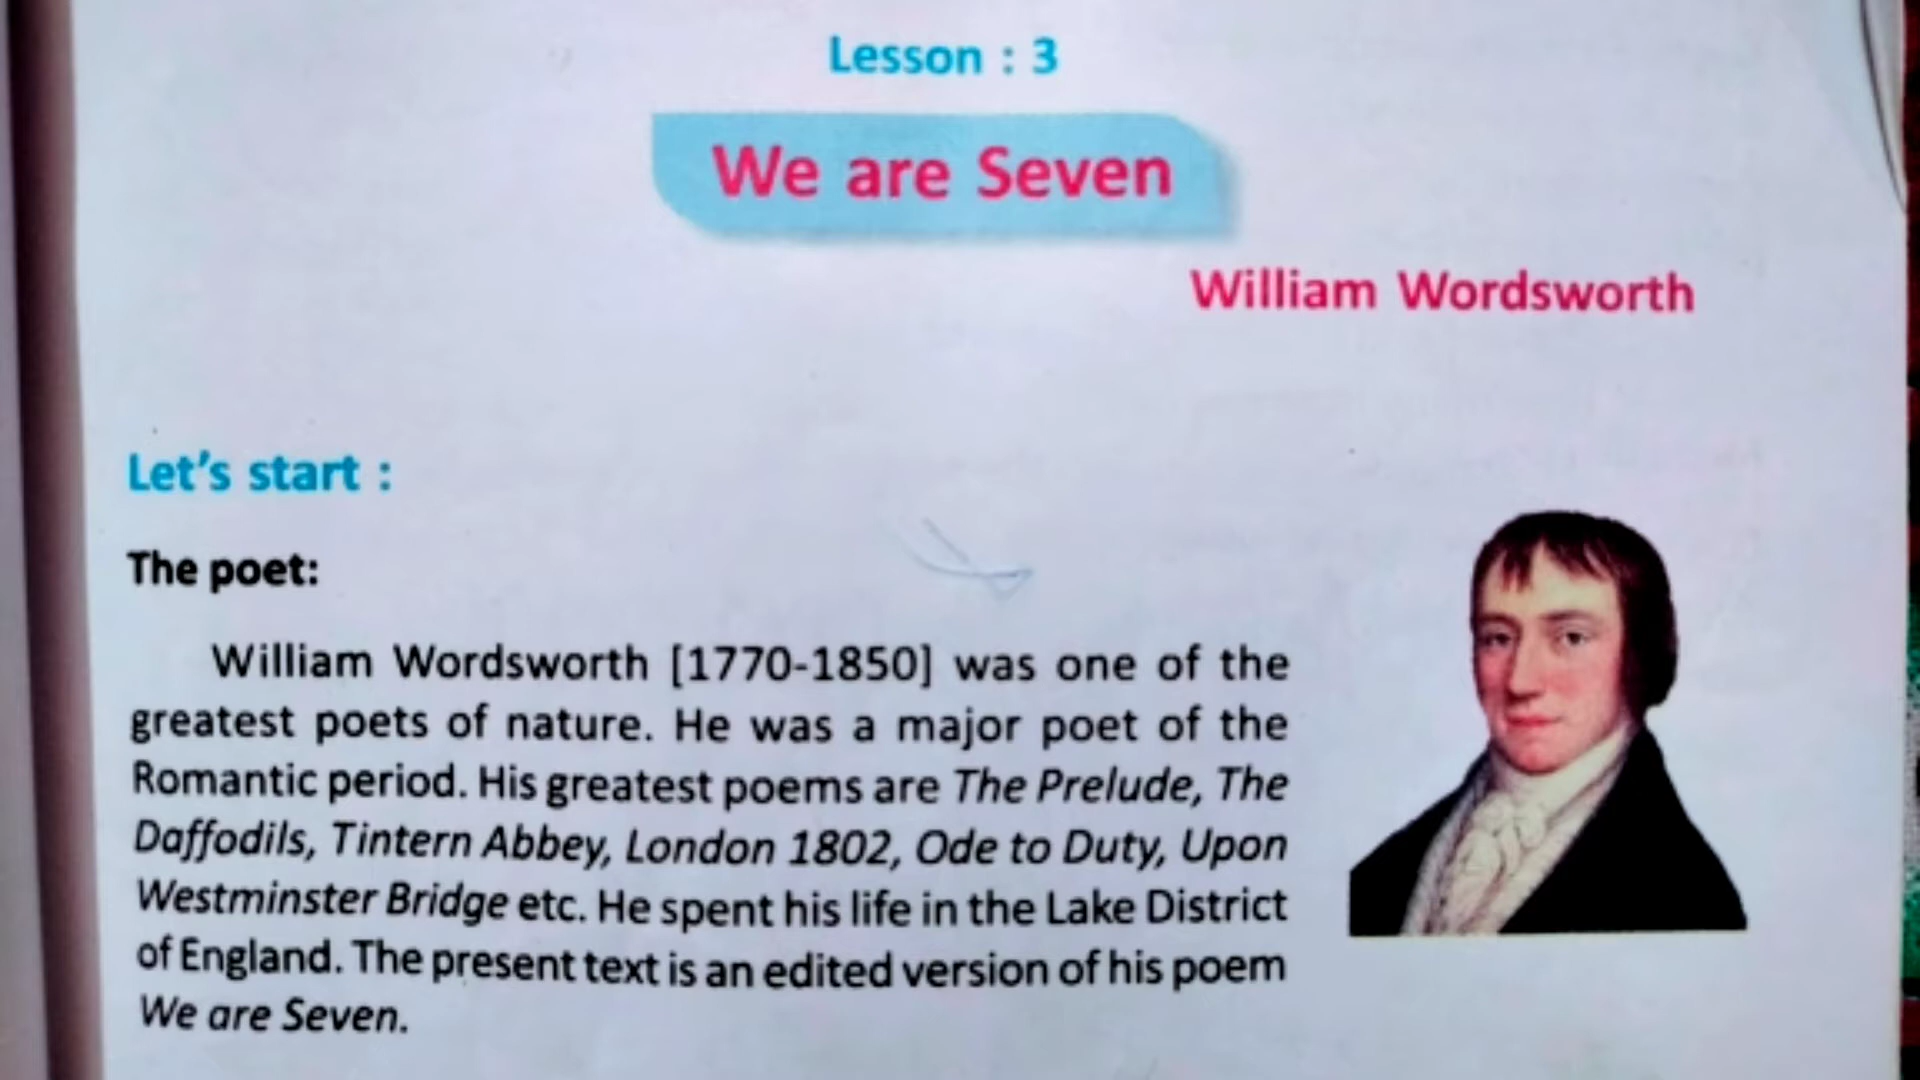 Lesson : 3
We are Seven
William Wordsworth
Let's start :
The poet:
William Wordsworth [1770-1850] was one of the
greatest poets of nature. He was a major poet of the
Romantic period. His greatest poems are The Prelude, The
Daffodils, Tintern Abbey, London 1802, Ode to Duty, Upon
Westminster Bridge etc. He spent his life in the Lake District
of England. The present text is an edited version of his poem
We are Seven.